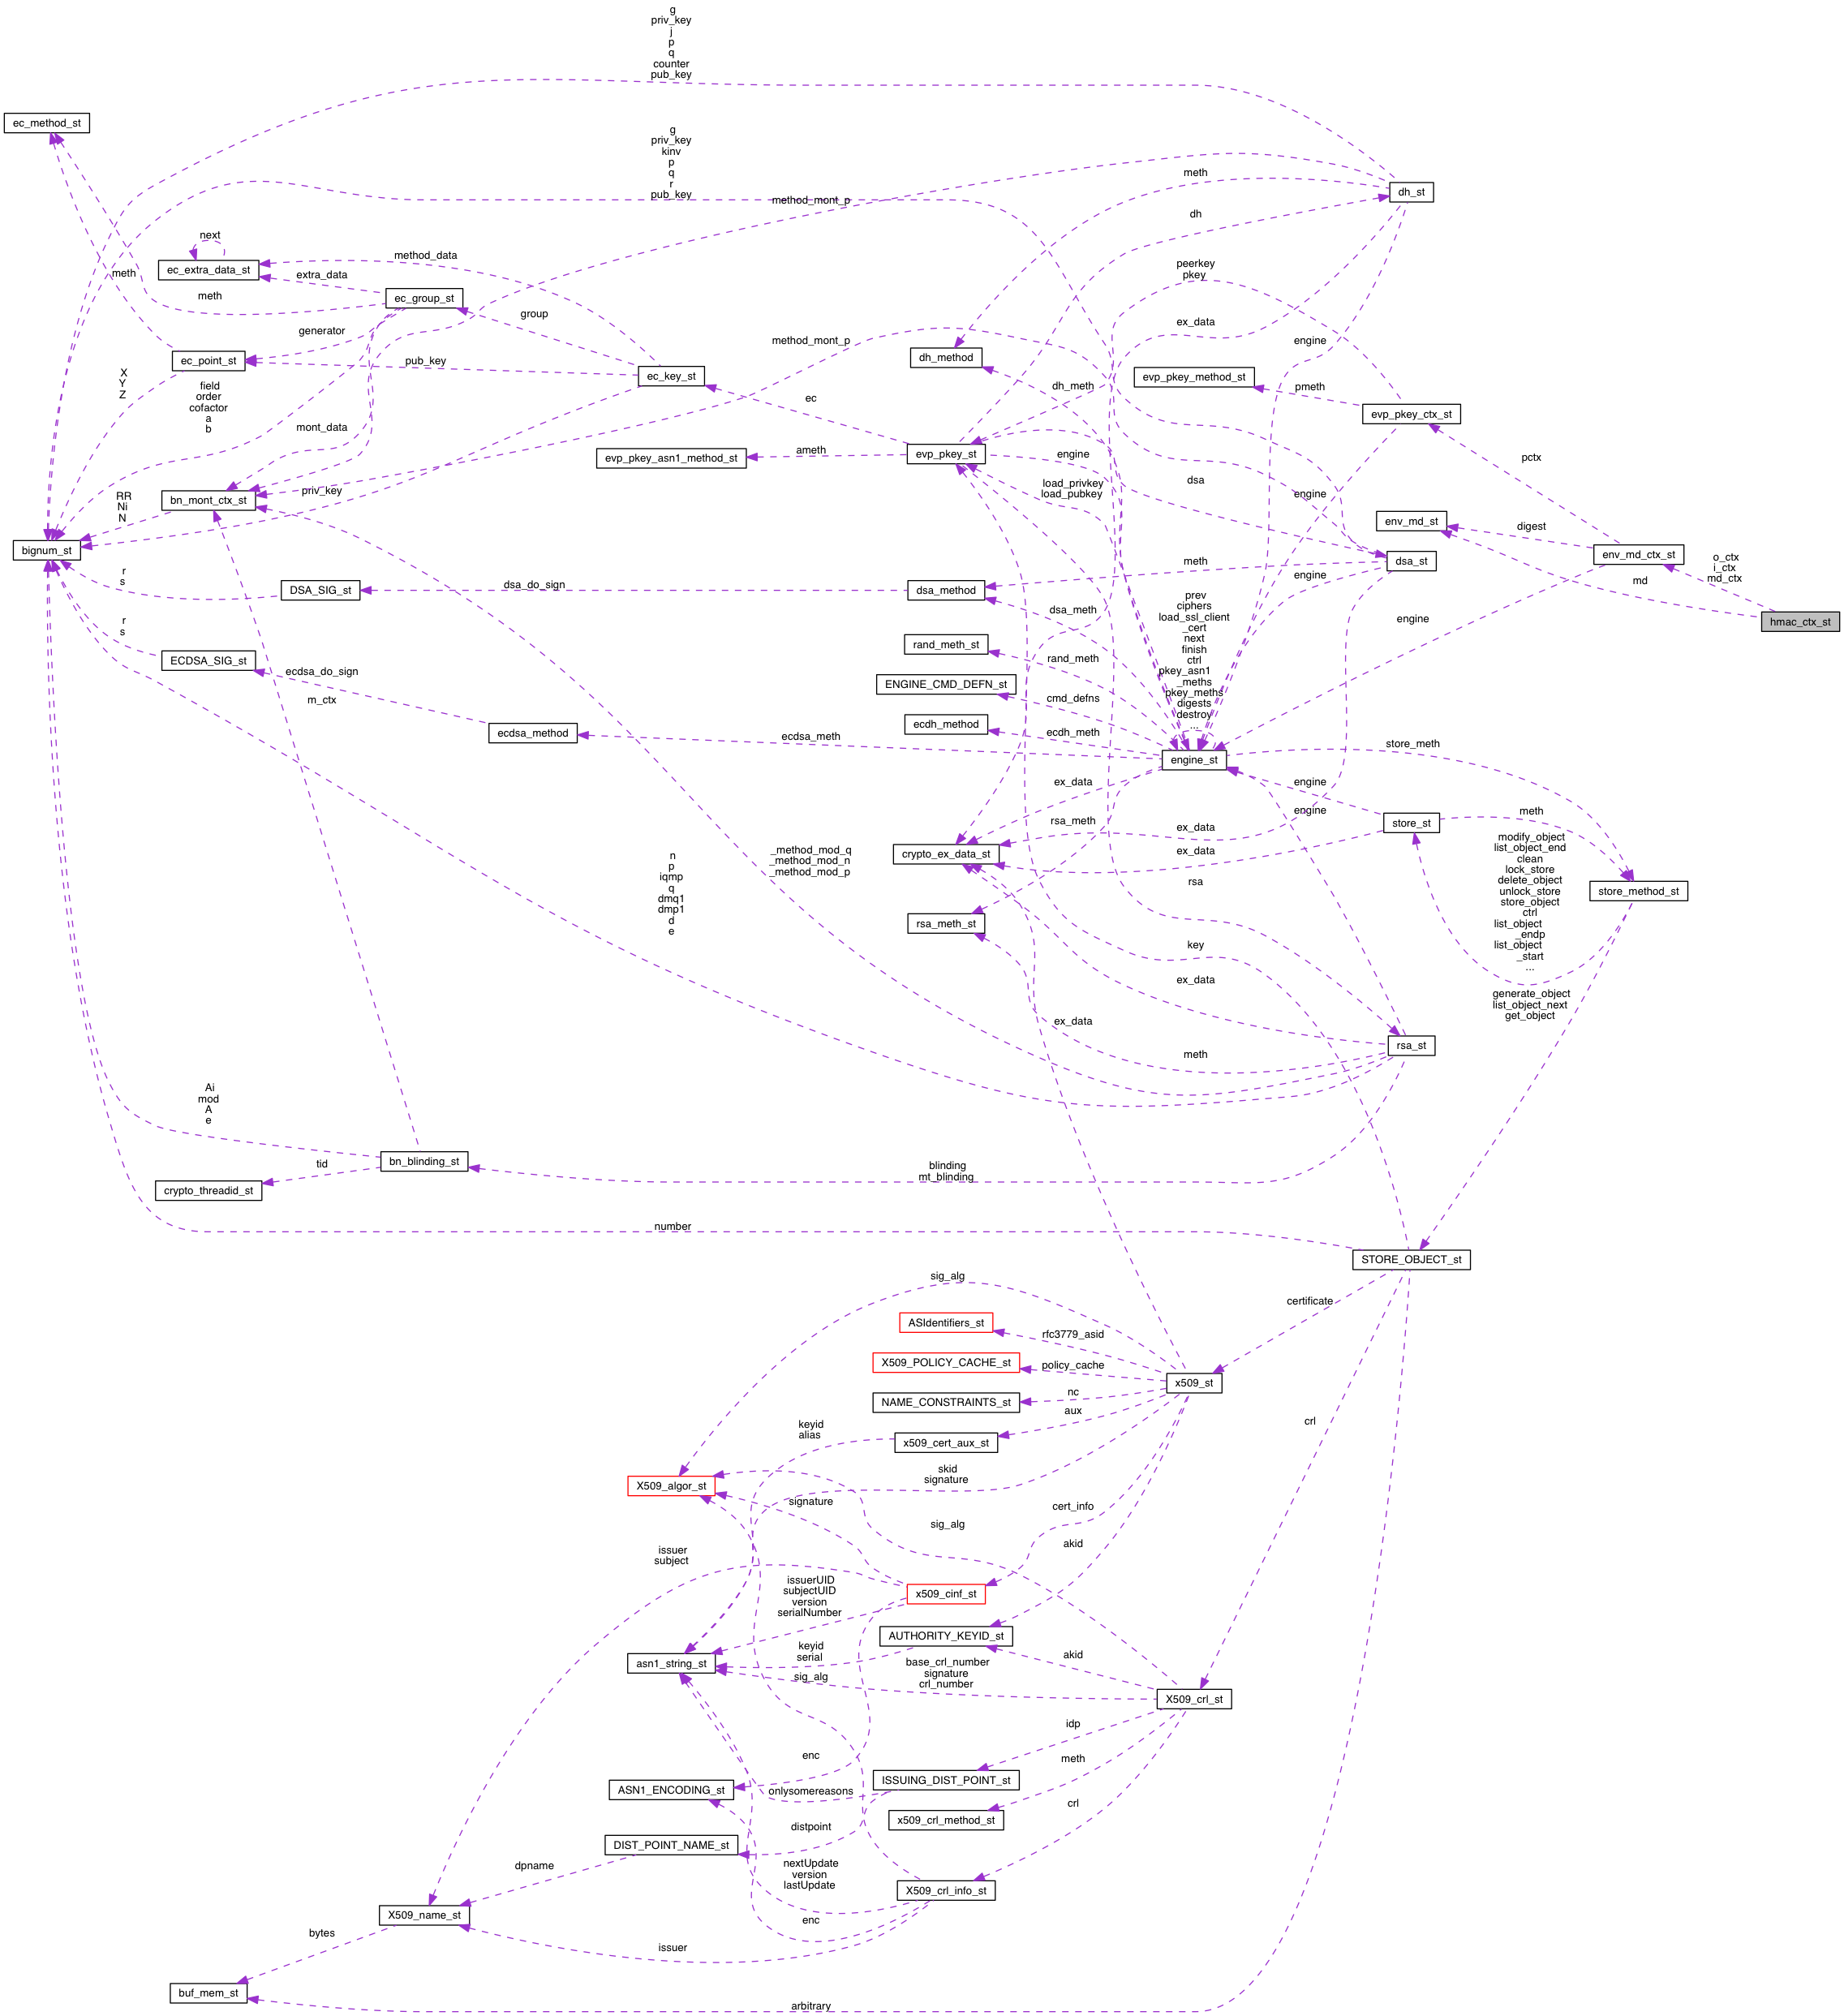 g
priv_key
j
p
q
counter
pub_key
ec_method_st
g
priv_key
kinv
p
q
r
pub_key
method_mont_p
meth
dh_st
dh
next
ec_extra_data_st
method_data
extra_data
meth
meth
ec_group_st
peerkey
pkey
group
generator
ex_data
engine
method_mont_p
ec_point_st
pub_key
dh_method
X
Y
Z
field
order
cofactor
a
b
ec_key_st
evp_pkey_method_st
dh_meth
pmeth
ec
evp_pkey_ctx_st
mont_data
evp_pkey_asn1_method_st
ameth
evp_pkey_st
engine
pctx
load_privkey
load_pubkey
dsa
RR
Ni
N
bn_mont_ctx_st
priv_key
engine
env_md_st
digest
bignum_st
env_md_ctx_st
o_ctx
i_ctx
md_ctx
dsa_st
r
s
DSA_SIG_st
dsa_do_sign
dsa_method
meth
engine
md
dsa_meth
hmac_ctx_st
prev
ciphers
load_ssl_client
_cert
next
finish
ctrl
pkey_asn1
_meths
pkey_meths
digests
destroy
...
engine
r
s
ECDSA_SIG_st
rand_meth_st
rand_meth
ecdsa_do_sign
ENGINE_CMD_DEFN_st
cmd_defns
m_ctx
ecdh_method
ecdh_meth
ecdsa_method
ecdsa_meth
store_meth
engine_st
ex_data
engine
rsa_meth
engine
meth
store_st
ex_data
ex_data
crypto_ex_data_st
modify_object
list_object_end
clean
lock_store
delete_object
unlock_store
store_object
ctrl
list_object
_endp
list_object
_start
...
n
p
iqmp
q
dmq1
dmp1
d
e
_method_mod_q
_method_mod_n
_method_mod_p
rsa
store_method_st
rsa_meth_st
key
ex_data
generate_object
list_object_next
get_object
ex_data
meth
rsa_st
Ai
mod
A
e
bn_blinding_st
tid
crypto_threadid_st
blinding
mt_blinding
number
STORE_OBJECT_st
sig_alg
certificate
ASIdentifiers_st
rfc3779_asid
X509_POLICY_CACHE_st
policy_cache
x509_st
NAME_CONSTRAINTS_st
nc
aux
crl
keyid
alias
x509_cert_aux_st
skid
signature
X509_algor_st
signature
cert_info
sig_alg
akid
issuer
subject
issuerUID
subjectUID
version
serialNumber
x509_cinf_st
AUTHORITY_KEYID_st
keyid
serial
akid
asn1_string_st
sig_alg
base_crl_number
signature
crl_number
X509_crl_st
idp
enc
meth
ASN1_ENCODING_st
onlysomereasons
ISSUING_DIST_POINT_st
crl
x509_crl_method_st
distpoint
DIST_POINT_NAME_st
dpname
nextUpdate
version
lastUpdate
X509_crl_info_st
X509_name_st
enc
bytes
issuer
buf_mem_st
arbitrary